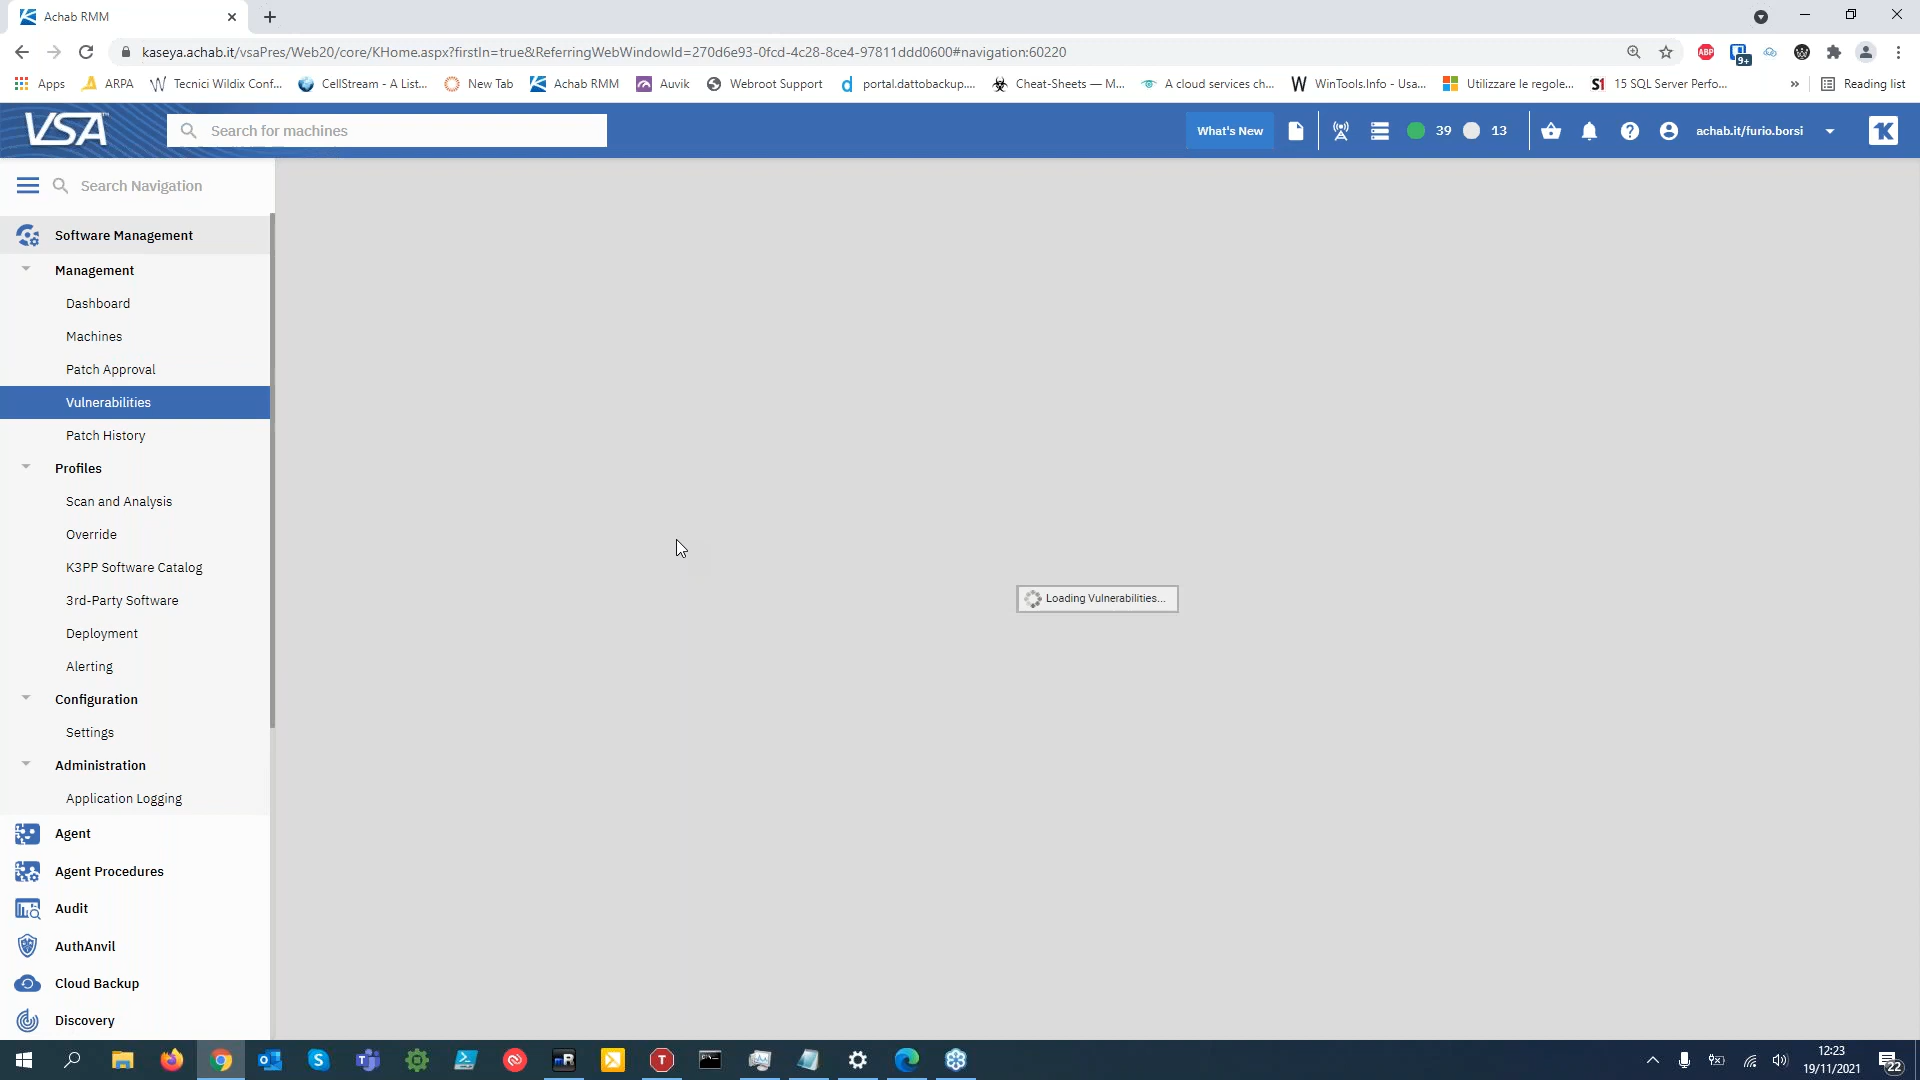 Achab RMM
kaseya.achab.it/vsaPres/Web20/core/KHome.aspx?firstIn=true&ReferringWebWindowId=270d6e93-0fcd-4c28-8ce4-97811ddd0600#navigation:60220
ABP
9+
Apps
ARPA
Tecnici Wildix Conf...
CellStream - A List...
New Tab
Achab RMM
Auvik
Webroot Support
portal.dattobackup....
Cheat-Sheets — M...
A cloud services ch...
WinTools.Info - Usa...
Utilizzare le regole...
S1 15 SQL Server Perfo...
»
Reading list
VSA
Search for machines
What's New
39
13
achab.it/furio.borsi
Search Navigation
Software Management
Management
Dashboard
Machines
Patch Approval
Vulnerabilities
Patch History
Profiles
Scan and Analysis
Override
K3PP Software Catalog
3rd-Party Software
Deployment
Alerting
Configuration
Settings
Administration
Application Logging
Agent
Agent Procedures
Audit
AuthAnvil
Cloud Backup
Discovery
Loading Vulnerabilities...
12:23
19/11/2021
22